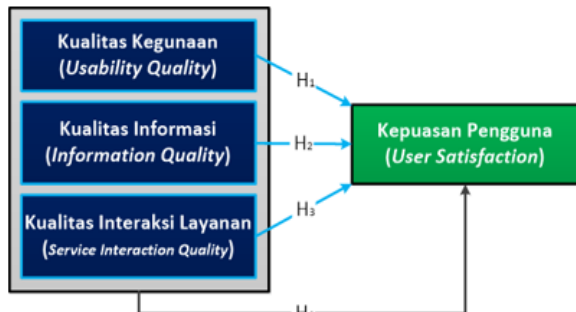 Kualitas Kegunaan
(Usability Quality)
H₁
Kualitas Informasi
(Information Quality)
H₂
Kepuasan Pengguna
(User Satisfaction)
Kualitas Interaksi Layanan
(Service Interaction Quality)
H₃